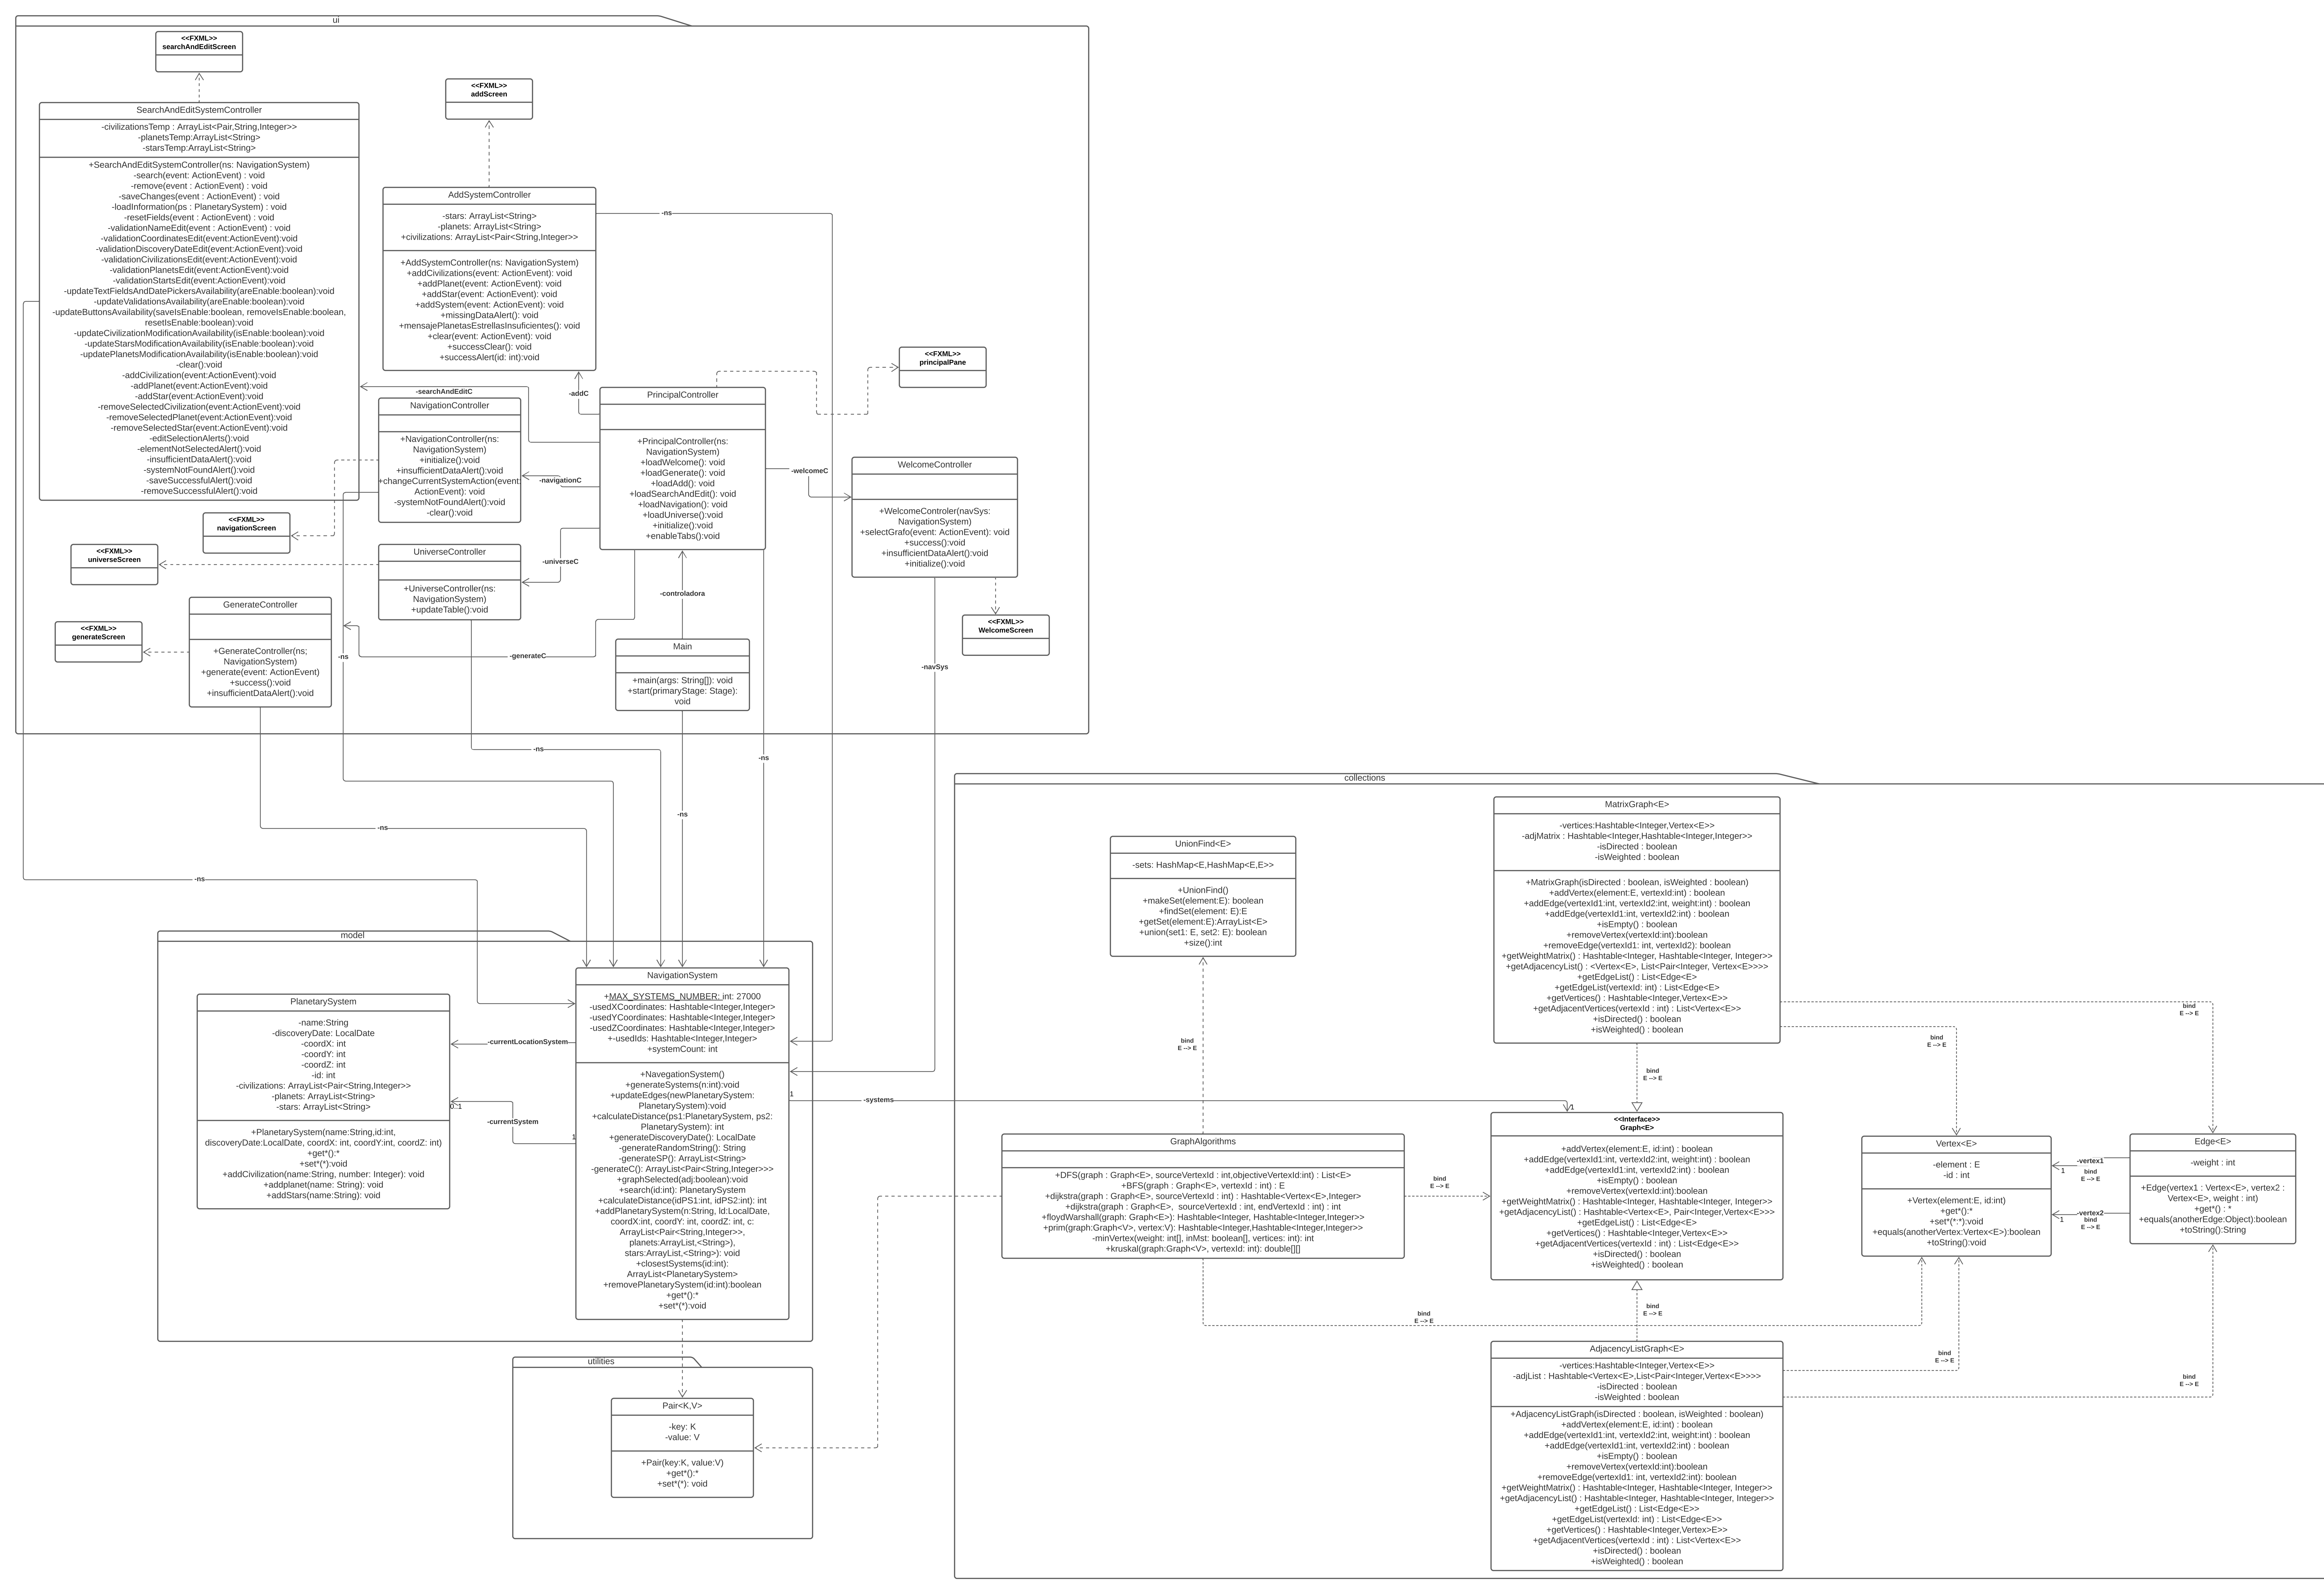 ui
<<FXML>>
searchAndEditScreen
<<FXML>>
addScreen
SearchAndEditSystemController
-civilizationsTemp : ArrayList<Pair,String,Integer>>
-planetsTemp:ArrayList<String>
-starsTemp:ArrayList<String>
+SearchAndEditSystemController(ns: NavigationSystem)
-search(event: ActionEvent) : void
-remove(event : ActionEvent) : void
-saveChanges(event : ActionEvent) : void
-loadInformation(ps : PlanetarySystem) : void
-resetFields(event : ActionEvent) : void
-validationNameEdit(event : ActionEvent) : void
-validationCoordinatesEdit(event:ActionEvent):void
-validationDiscoveryDateEdit(event:ActionEvent):void
-validationCivilizationsEdit(event:ActionEvent):void
-validationPlanetsEdit(event:ActionEvent):void
-validationStartsEdit(event:ActionEvent):void
-updateTextFieldsAndDatePickersAvailability(areEnable:boolean):void
-updateValidationsAvailability(areEnable:boolean):void
-updateButtonsAvailability(saveIsEnable:boolean, removeIsEnable:boolean,
resetIsEnable:boolean):void
-updateCivilizationModificationAvailability(isEnable:boolean):void
-updateStarsModificationAvailability(isEnable:boolean):void
-updatePlanetsModificationAvailability(isEnable:boolean):void
-clear():void
-addCivilization(event:ActionEvent):void
-addPlanet(event:ActionEvent):void
-addStar(event:ActionEvent):void
-removeSelectedCivilization(event:ActionEvent):void
-removeSelectedPlanet(event:ActionEvent):void
-removeSelectedStar(event:ActionEvent):void
-editSelectionAlerts():void
-elementNotSelectedAlert():void
-insufficientDataAlert():void
-systemNotFoundAlert():void
-saveSuccessfulAlert():void
-removeSuccessfulAlert():void
AddSystemController
-stars: ArrayList<String>
-planets: ArrayList<String>
+civilizations: ArrayList<Pair<String,Integer>>
+AddSystemController(ns: NavigationSystem)
+addCivilizations(event: ActionEvent): void
+addPlanet(event: ActionEvent): void
+addStar(event: ActionEvent): void
+addSystem(event: ActionEvent): void
+missingDataAlert(): void
+mensajePlanetasEstrellasInsuficientes(): void
+clear(event: ActionEvent): void
+successClear(): void
+successAlert(id: int):void
-ns
-searchAndEditC
-addC
<<FXML>>
principalPane
NavigationController
+NavigationController(ns:
NavigationSystem)
+initialize():void
+insufficientDataAlert():void
+changeCurrentSystemAction(event:
ActionEvent): void
-systemNotFoundAlert():void
-clear():void
PrincipalController
+PrincipalController(ns:
NavigationSystem)
+loadWelcome(): void
+loadGenerate(): void
+loadAdd(): void
+loadSearchAndEdit(): void
+loadNavigation(): void
+loadUniverse():void
+initialize():void
+enableTabs():void
-navigationC
-welcomeC
WelcomeController
+WelcomeControler(navSys:
NavigationSystem)
+selectGrafo(event: ActionEvent): void
+success():void
+insufficientDataAlert():void
+initialize():void
<<FXML>>
navigationScreen
<<FXML>>
universeScreen
UniverseController
+UniverseController(ns:
NavigationSystem)
+updateTable():void
-universeC
-controladora
<<FXML>>
WelcomeScreen
GenerateController
+GenerateController(ns;
NavigationSystem)
+generate(event: ActionEvent)
+success():void
+insufficientDataAlert():void
<<FXML>>
generateScreen
-ns
-generateC
Main
+main(args: String[]): void
+start(primaryStage: Stage):
void
-navSys
-ns
-ns
-ns
-ns
-ns
model
PlanetarySystem
-name:String
-discoveryDate: LocalDate
-coordX: int
-coordY: int
-coordZ: int
-id: int
-civilizations: ArrayList<Pair<String,Integer>>
-planets: ArrayList<String>
-stars: ArrayList<String>
+PlanetarySystem(name:String,id:int,
discoveryDate:LocalDate, coordX: int, coordY:int, coordZ: int)
+get*():*
+set*(*):void
+addCivilization(name:String, number: Integer): void
+addplanet(name: String): void
+addStars(name:String): void
-currentLocationSystem
0..1
-currentSystem
1
NavigationSystem
+MAX_SYSTEMS_NUMBER: int: 27000
-usedXCoordinates: Hashtable<Integer,Integer>
-usedYCoordinates: Hashtable<Integer,Integer>
-usedZCoordinates: Hashtable<Integer,Integer>
+-usedIds: Hashtable<Integer,Integer>
+systemCount: int
+NavegationSystem()
+generateSystems(n:int):void
+updateEdges(newPlanetarySystem:
PlanetarySystem):void
+calculateDistance(ps1:PlanetarySystem, ps2:
PlanetarySystem): int
+generateDiscoveryDate(): LocalDate
-generateRandomString(): String
-generateSP(): ArrayList<String>
-generateC(): ArrayList<Pair<String,Integer>>>
+graphSelected(adj:boolean):void
+search(id:int): PlanetarySystem
+calculateDistance(idPS1:int, idPS2:int): int
+addPlanetarySystem(n:String, ld:LocalDate,
coordX:int, coordY: int, coordZ: int, c:
ArrayList<Pair<String,Integer>>,
planets:ArrayList,<String>),
stars:ArrayList,<String>): void
+closestSystems(id:int):
ArrayList<PlanetarySystem>
+removePlanetarySystem(id:int):boolean
+get*():*
+set*(*):void
1
-systems
1
utilities
Pair<K,V>
-key: K
-value: V
+Pair(key:K, value:V)
+get*():*
+set*(*): void
collections
UnionFind<E>
-sets: HashMap<E,HashMap<E,E>>
+UnionFind()
+makeSet(element:E): boolean
+findSet(element: E):E
+getSet(element:E):ArrayList<E>
+union(set1: E, set2: E): boolean
+size():int
bind
E --> E
MatrixGraph<E>
-vertices:Hashtable<Integer,Vertex<E>>
-adjMatrix : Hashtable<Integer,Hashtable<Integer,Integer>>
-isDirected : boolean
-isWeighted : boolean
+MatrixGraph(isDirected : boolean, isWeighted : boolean)
+addVertex(element:E, vertexId:int) : boolean
+addEdge(vertexId1:int, vertexId2:int, weight:int) : boolean
+addEdge(vertexId1:int, vertexId2:int) : boolean
+isEmpty() : boolean
+removeVertex(vertexId:int):boolean
+removeEdge(vertexId1: int, vertexId2): boolean
+getWeightMatrix() : Hashtable<Integer, Hashtable<Integer, Integer>>
+getAdjacencyList() : <Vertex<E>, List<Pair<Integer, Vertex<E>>>>
+getEdgeList() : List<Edge<E>
+getEdgeList(vertexId: int) : List<Edge<E>
+getVertices() : Hashtable<Integer,Vertex<E>>
+getAdjacentVertices(vertexId : int) : List<Vertex<E>>
+isDirected() : boolean
+isWeighted() : boolean
bind
E --> E
bind
E --> E
bind
E --> E
GraphAlgorithms
+DFS(graph : Graph<E>, sourceVertexId : int,objectiveVertexId:int) : List<E>
+BFS(graph : Graph<E>, vertexId : int) : E
+dijkstra(graph : Graph<E>, sourceVertexId : int) : Hashtable<Vertex<E>,Integer>
+dijkstra(graph : Graph<E>,  sourceVertexId : int, endVertexId : int) : int
+floydWarshall(graph: Graph<E>): Hashtable<Integer, Hashtable<Integer,Integer>>
+prim(graph:Graph<V>, vertex:V): Hashtable<Integer,Hashtable<Integer,Integer>>
-minVertex(weight: int[], inMst: boolean[], vertices: int): int
+kruskal(graph:Graph<V>, vertexId: int): double[][]
bind
E --> E
<<Interface>>
Graph<E>
+addVertex(element:E, id:int) : boolean
+addEdge(vertexId1:int, vertexId2:int, weight:int) : boolean
+addEdge(vertexId1:int, vertexId2:int) : boolean
+isEmpty() : boolean
+removeVertex(vertexId:int):boolean
+getWeightMatrix() : Hashtable<Integer, Hashtable<Integer, Integer>>
+getAdjacencyList() : Hashtable<Vertex<E>, Pair<Integer,Vertex<E>>>
+getEdgeList() : List<Edge<E>
+getVertices() : Hashtable<Integer,Vertex<E>>
+getAdjacentVertices(vertexId : int) : List<Edge<E>>
+isDirected() : boolean
+isWeighted() : boolean
Vertex<E>
-element : E
-id : int
+Vertex(element:E, id:int)
+get*():*
+set*(*:*):void
+equals(anotherVertex:Vertex<E>):boolean
+toString():void
-vertex1
1
bind
E --> E
-vertex2
1
bind
E --> E
Edge<E>
-weight : int
+Edge(vertex1 : Vertex<E>, vertex2 :
Vertex<E>, weight : int)
+get*() : *
+equals(anotherEdge:Object):boolean
+toString():String
bind
E --> E
bind
E --> E
bind
E --> E
bind
E --> E
AdjacencyListGraph<E>
-vertices:Hashtable<Integer,Vertex<E>>
-adjList : Hashtable<Vertex<E>,List<Pair<Integer,Vertex<E>>>>
-isDirected : boolean
-isWeighted : boolean
+AdjacencyListGraph(isDirected : boolean, isWeighted : boolean)
+addVertex(element:E, id:int) : boolean
+addEdge(vertexId1:int, vertexId2:int, weight:int) : boolean
+addEdge(vertexId1:int, vertexId2:int) : boolean
+isEmpty() : boolean
+removeVertex(vertexId:int):boolean
+removeEdge(vertexId1: int, vertexId2:int): boolean
+getWeightMatrix() : Hashtable<Integer, Hashtable<Integer, Integer>>
+getAdjacencyList() : Hashtable<Integer, Hashtable<Integer, Integer>>
+getEdgeList() : List<Edge<E>>
+getEdgeList(vertexId: int) : List<Edge<E>>
+getVertices() : Hashtable<Integer,Vertex>E>>
+getAdjacentVertices(vertexId : int) : List<Vertex<E>>
+isDirected() : boolean
+isWeighted() : boolean